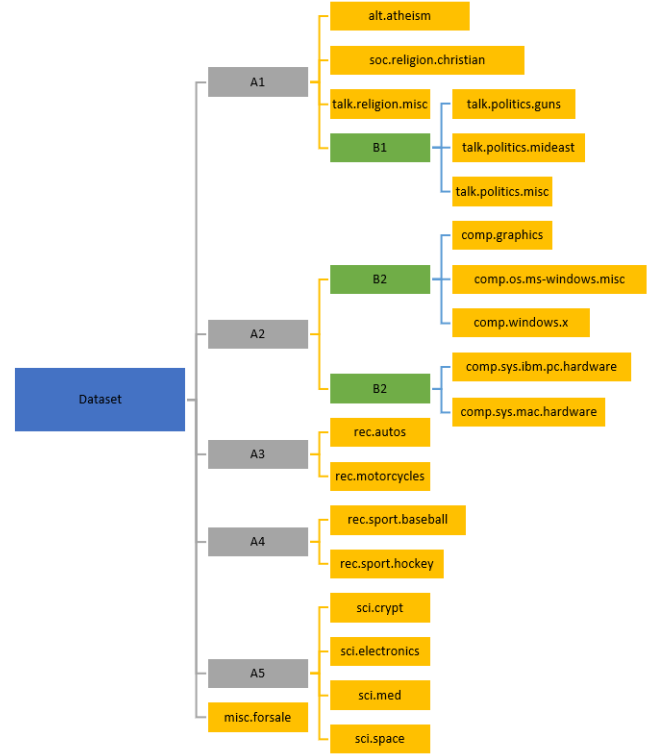 Dataset
A1
alt.atheism
soc.religion.christian
talk.religion.misc
B1
talk.politics.guns
talk.politics.mideast
talk.politics.misc
A2
B2
comp.graphics
comp.os.ms-windows.misc
comp.windows.x
B2
comp.sys.ibm.pc.hardware
comp.sys.mac.hardware
A3
rec.autos
rec.motorcycles
A4
rec.sport.baseball
rec.sport.hockey
A5
sci.crypt
sci.electronics
sci.med
sci.space
misc.forsale